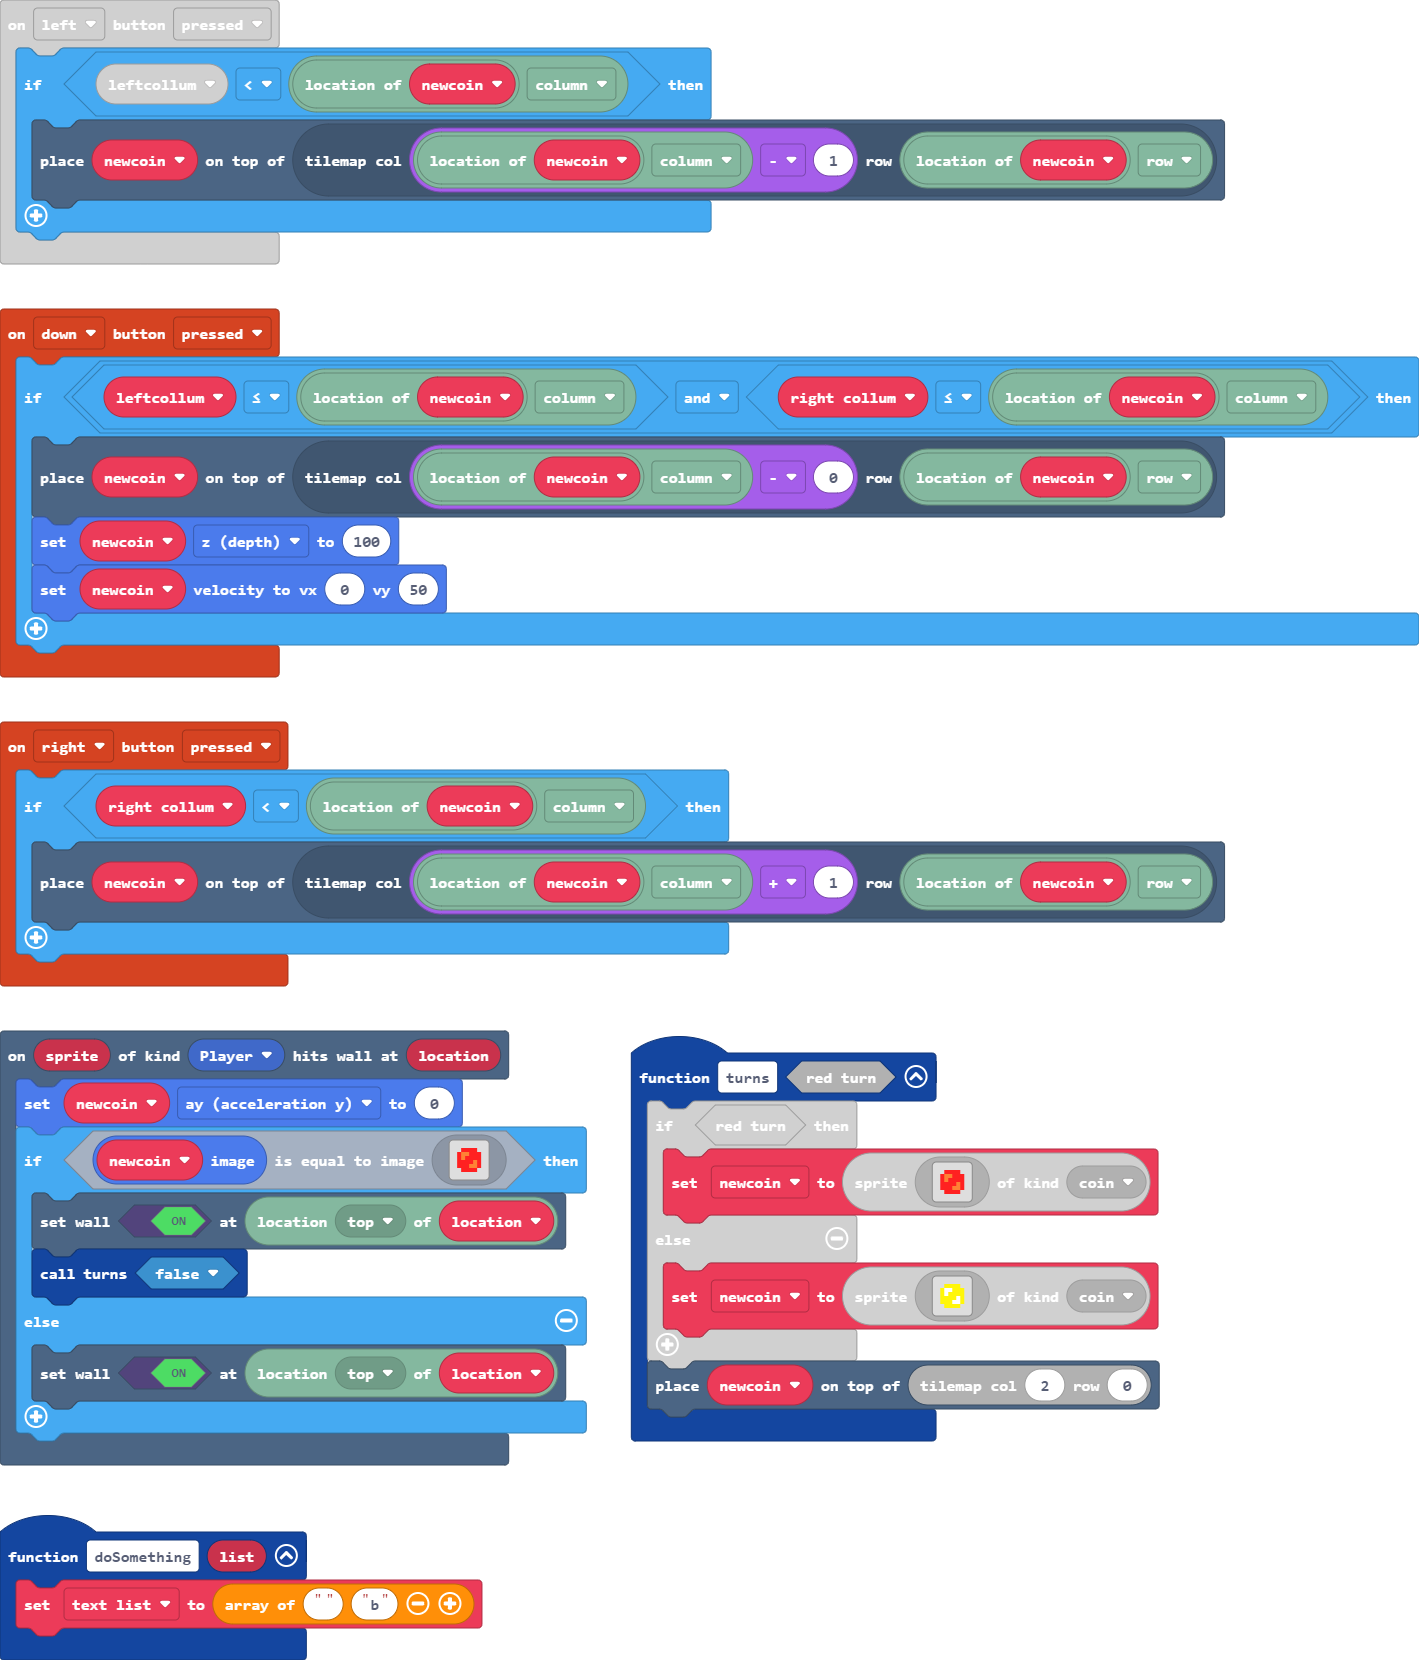 on left button pressed
if leftcollum < location of newcoin column then
place newcoin on top of tilemap col location of newcoin column - 1 row location of newcoin row
on down button pressed
if leftcollum ≤ location of newcoin column and right collum ≤ location of newcoin column then
place newcoin on top of tilemap col location of newcoin column - 0 row location of newcoin row
set newcoin z (depth) to 100
set newcoin velocity to vx 0 vy 50
on right button pressed
if right collum < location of newcoin column then
place newcoin on top of tilemap col location of newcoin column + 1 row location of newcoin row
on sprite of kind Player hits wall at location
set newcoin ay (acceleration y) to 0
if newcoin image is equal to image then
set wall ON at location top of location
call turns false
else
set wall ON at location top of location
function turns red turn
if red turn then
set newcoin to sprite of kind coin
else
set newcoin to sprite of kind coin
place newcoin on top of tilemap col 2 row 0
function doSomething list
set text list to array of " " "b"